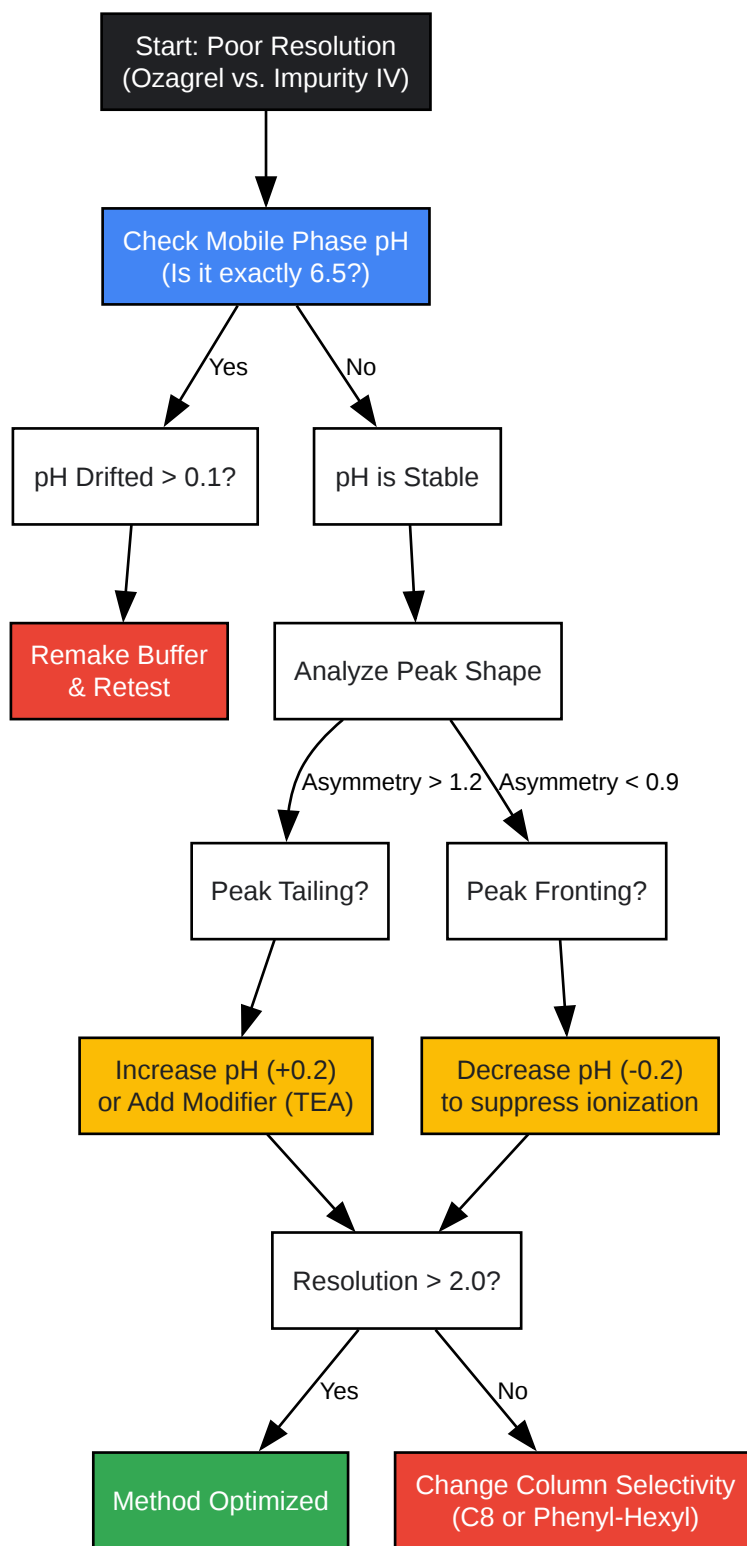 Start: Poor Resolution
(Ozagrel vs. Impurity IV)
Check Mobile Phase pH
(Is it exactly 6.5?)
Yes
No
pH Drifted > 0.1?
pH is Stable
Remake Buffer
& Retest
Analyze Peak Shape
Asymmetry > 1.2
Asymmetry < 0.9
Peak Tailing?
Peak Fronting?
Increase pH (+0.2)
or Add Modifier (TEA)
Decrease pH (-0.2)
to suppress ionization
Resolution > 2.0?
Yes
No
Method Optimized
Change Column Selectivity
(C8 or Phenyl-Hexyl)